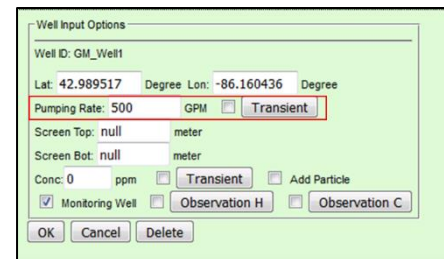 Well Input Options
Well ID: GM_Well1
Lat: 42.989517 Degree Lon: -86.160436 Degree
Pumping Rate: 500 GPM Transient
Screen Top: null meter
Screen Bot: null meter
Conc: 0 ppm Transient Add Particle
Monitoring Well Observation H Observation C
OK Cancel Delete